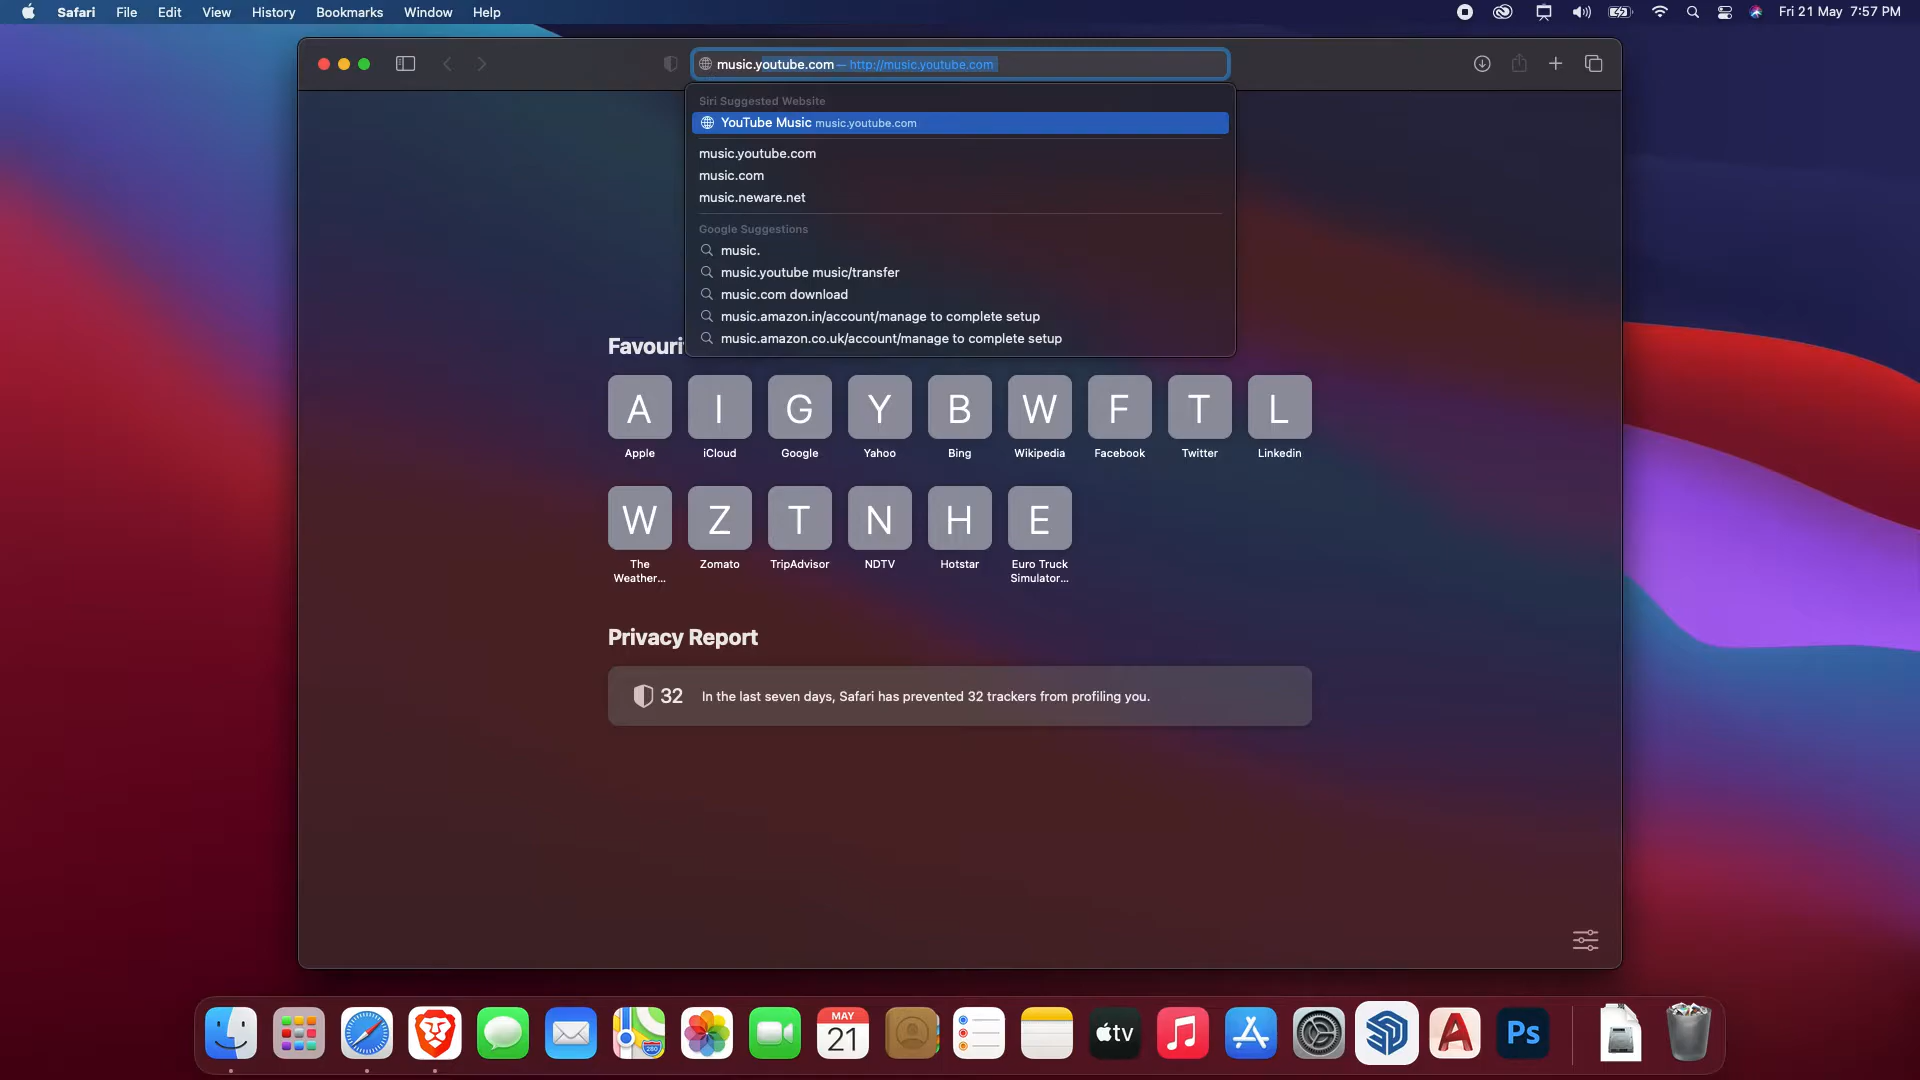 Safari File Edit View History Bookmarks Window Help
Fri 21 May 7:57 PM
music.youtube.com — http://music.youtube.com
Siri Suggested Website
YouTube Music music.youtube.com
music.youtube.com
music.com
music.neware.net
Google Suggestions
music.
music.youtube music/transfer
music.com download
music.amazon.in/account/manage to complete setup
music.amazon.co.uk/account/manage to complete setup
Favouri
A I G Y B W F T L
Apple iCloud Google Yahoo Bing Wikipedia Facebook Twitter Linkedin
W Z T N H E
The Zomato TripAdvisor NDTV Hotstar Euro Truck
Weather... Simulator...
Privacy Report
32 In the last seven days, Safari has prevented 32 trackers from profiling you.
MAY
280 21 tv A Ps